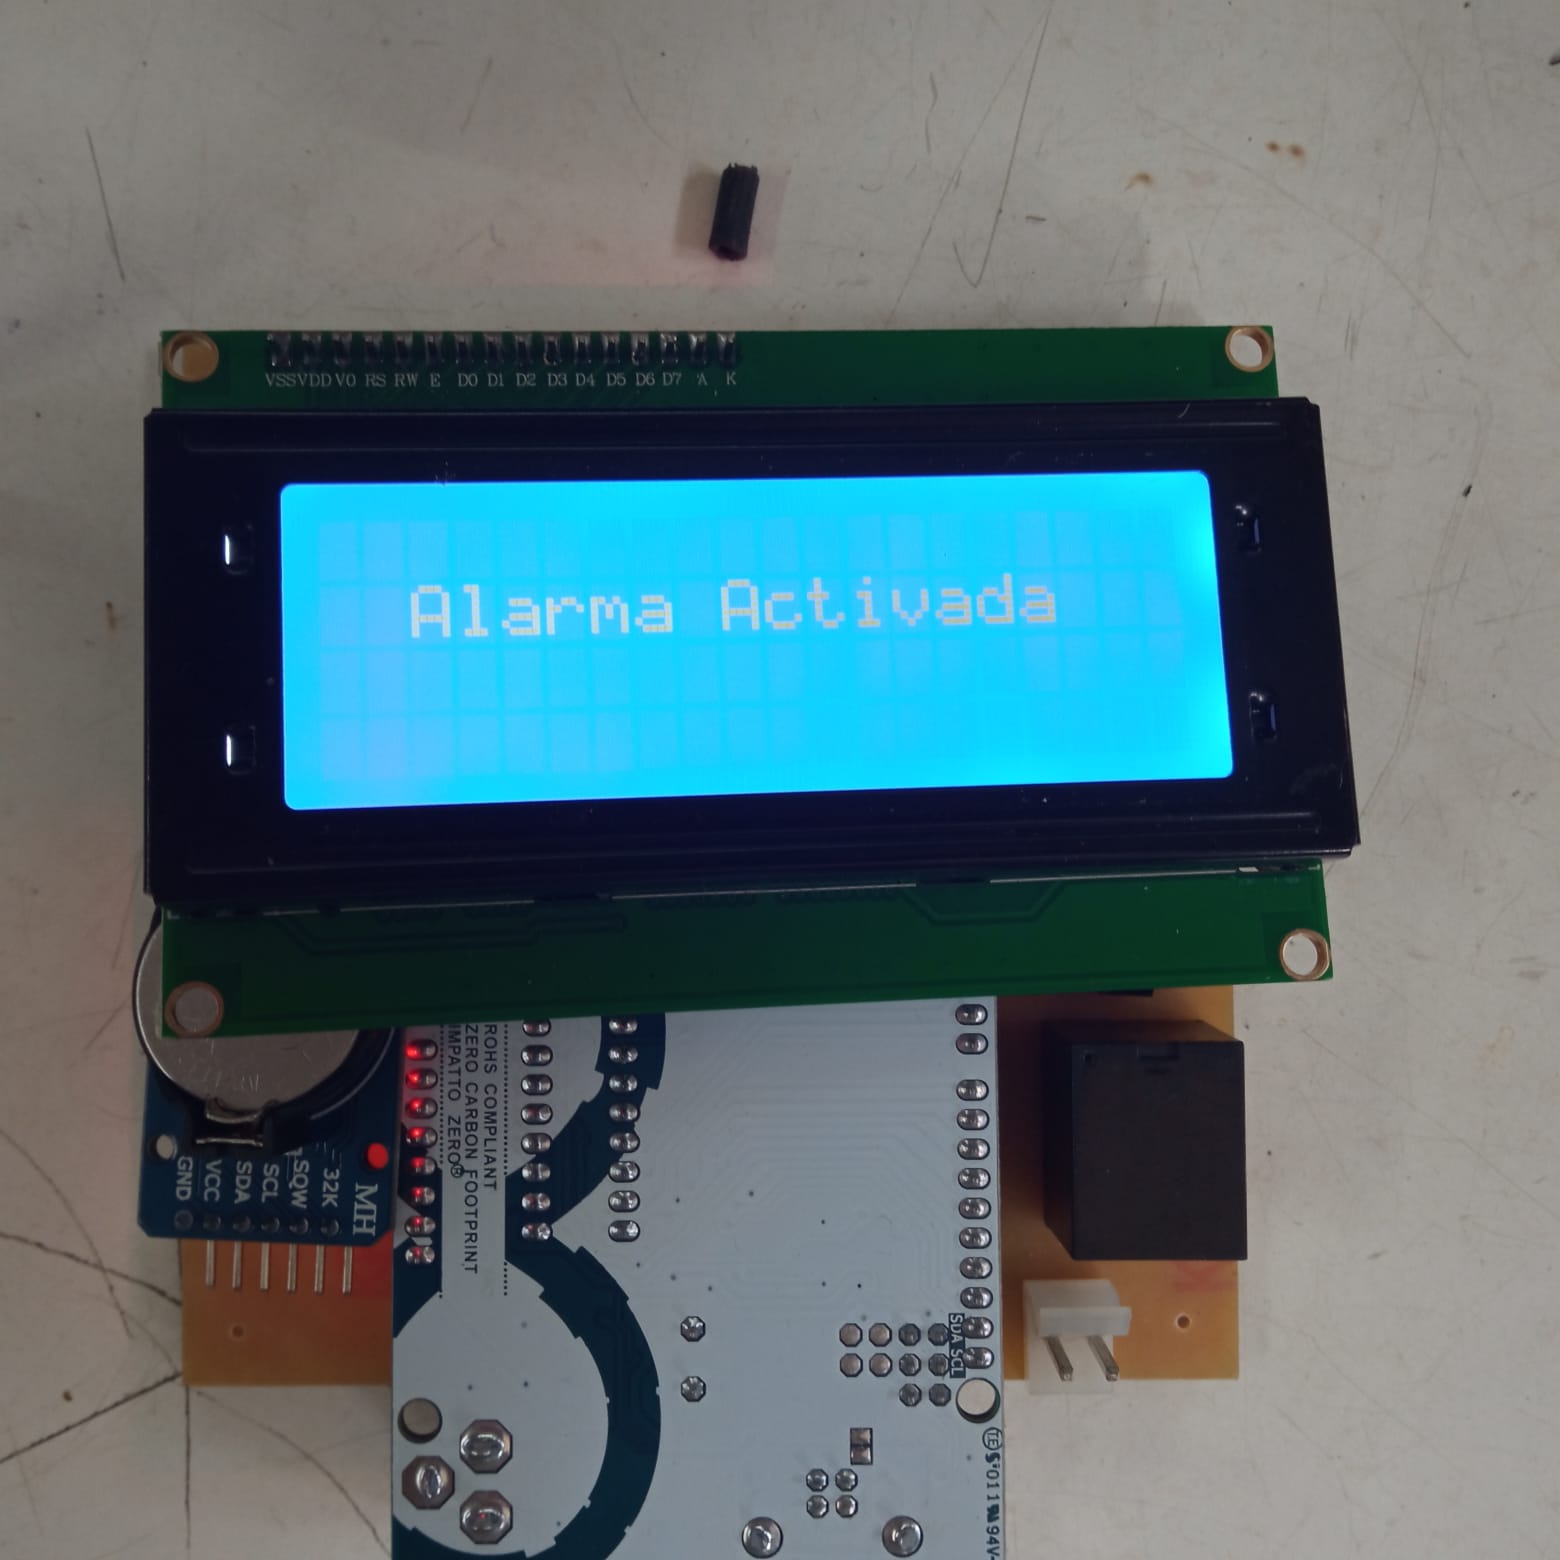 VSS VDD V0 RS RW E D0 D1 D2 D3 D4 D5 D6 D7 A K
Alarma Activada
ROHS COMPLIANT
ZERO CARBON FOOTPRINT
IMPATTO ZERO®
GND
VCC
SDA
SCL
SQW
32K
MH
SDA SCL
94V-